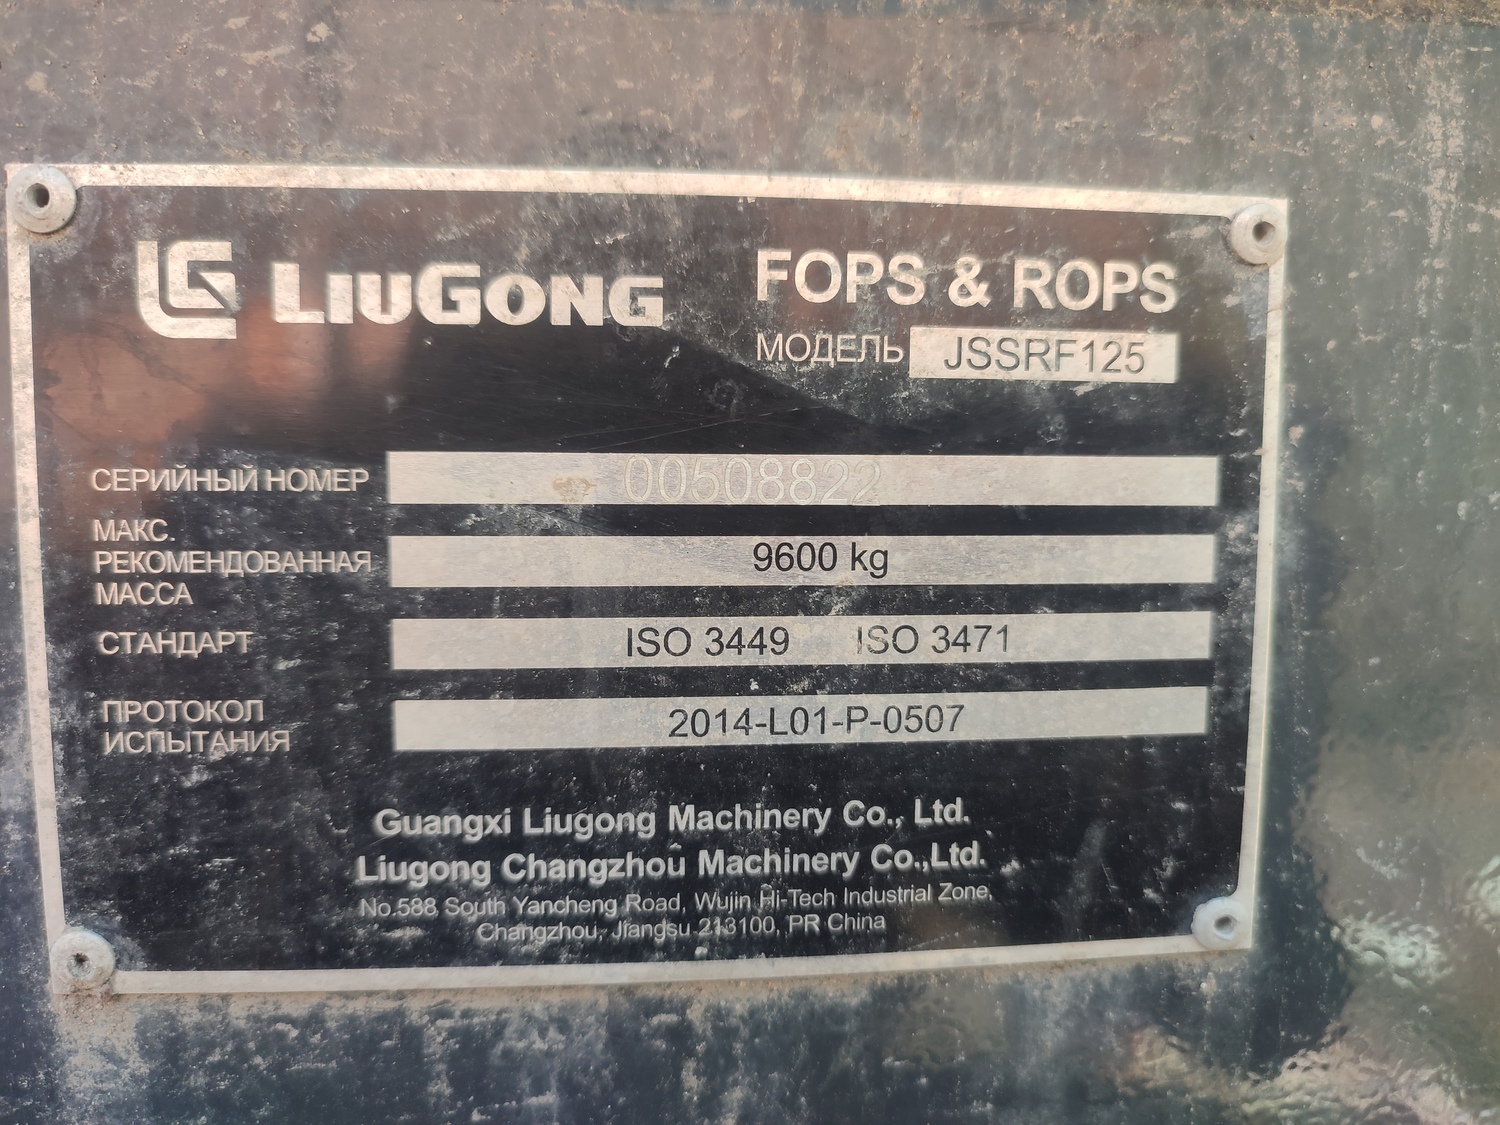 LG LIUGONG
FOPS & ROPS
МОДЕЛЬ JSSRF125
СЕРИЙНЫЙ НОМЕР 00508822
МАКС.
РЕКОМЕНДОВАННАЯ
МАССА
9600 kg
СТАНДАРТ ISO 3449 ISO 3471
ПРОТОКОЛ
ИСПЫТАНИЯ
2014-L01-P-0507
Guangxi Liugong Machinery Co., Ltd.
Liugong Changzhou Machinery Co.,Ltd.
No.588 South Yancheng Road, Wujin Hi-Tech Industrial Zone,
Changzhou, Jiangsu 213100, PR China